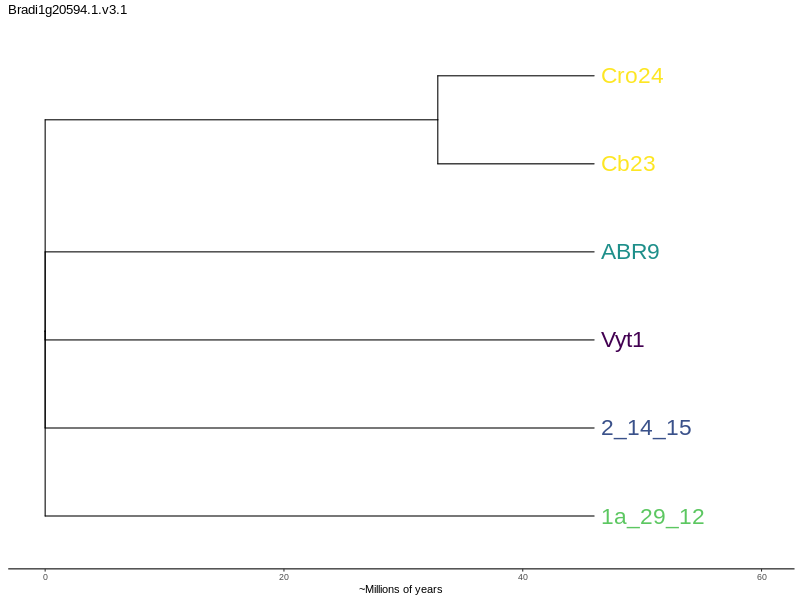 Bradi1g20594.1.v3.1
Cro24
Cb23
ABR9
Vyt1
2_14_15
1a_29_12
0 20 40 60
~Millions of years